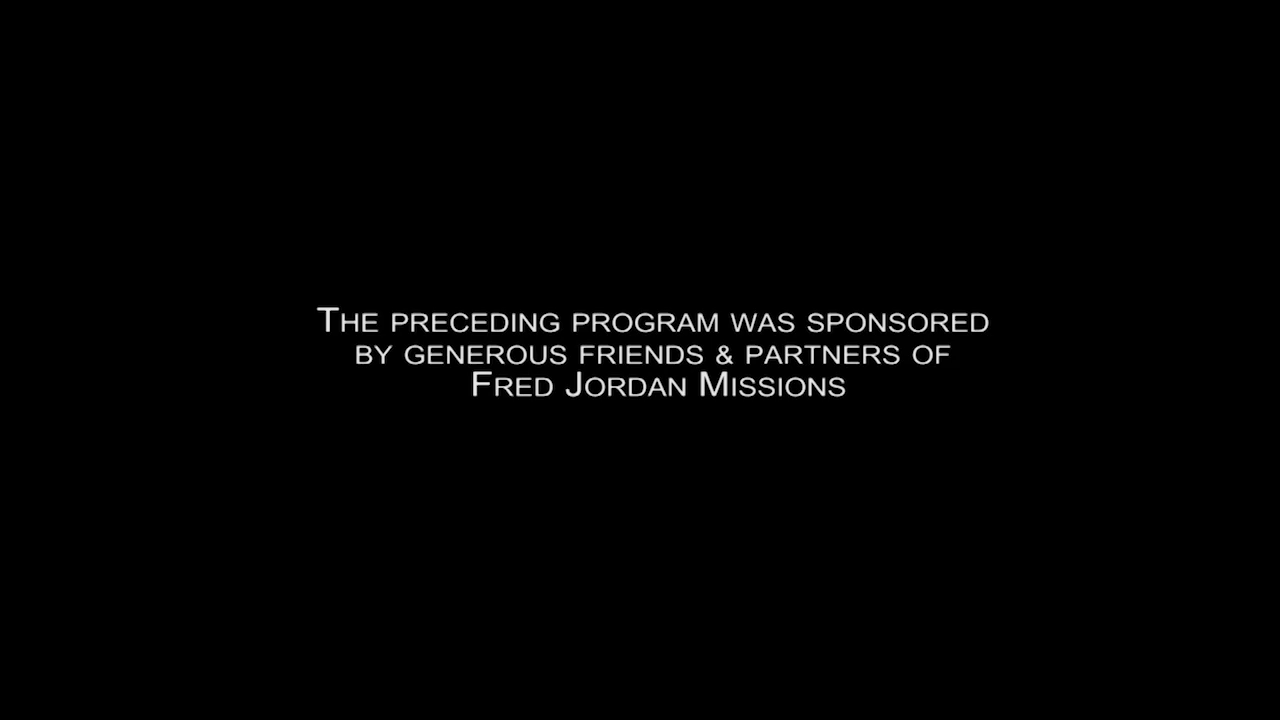 The preceding program was sponsored
by generous friends & partners of
Fred Jordan Missions